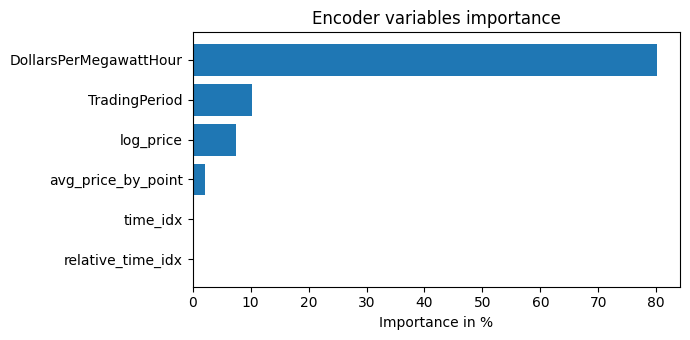 Encoder variables importance
DollarsPerMegawattHour
TradingPeriod
log_price
avg_price_by_point
time_idx
relative_time_idx
0 10 20 30 40 50 60 70 80
Importance in %